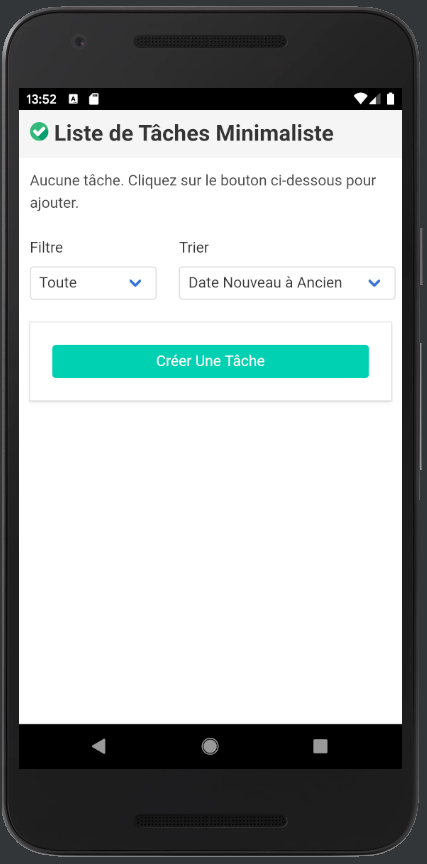 13:52
Liste de Tâches Minimaliste
Aucune tâche. Cliquez sur le bouton ci-dessous pour
ajouter.
Filtre Trier
Toute Date Nouveau à Ancien
Créer Une Tâche